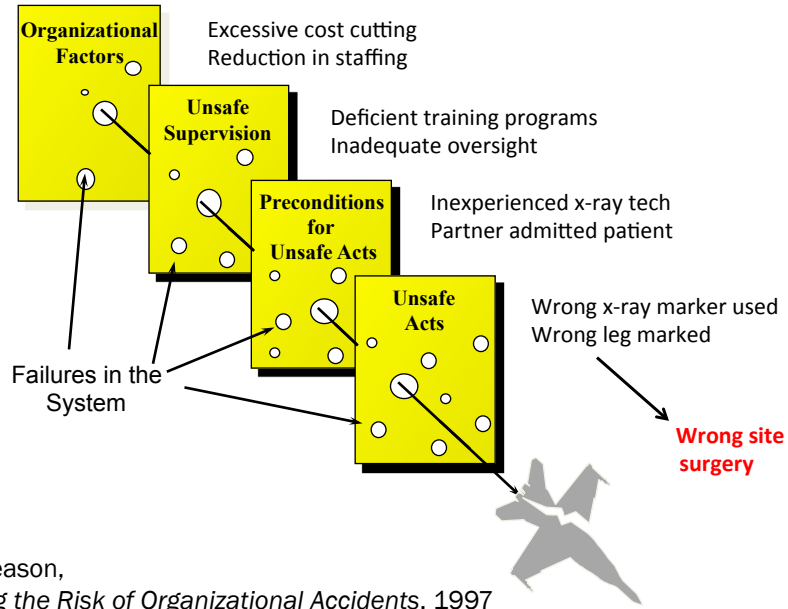 Organizational
Factors
Excessive cost cutting
Reduction in staffing
Unsafe
Supervision
Deficient training programs
Inadequate oversight
Preconditions
for
Unsafe Acts
Inexperienced x-ray tech
Partner admitted patient
Unsafe
Acts
Wrong x-ray marker used
Wrong leg marked
Failures in the
System
Wrong site
surgery
eason,
g the Risk of Organizational Accidents, 1997